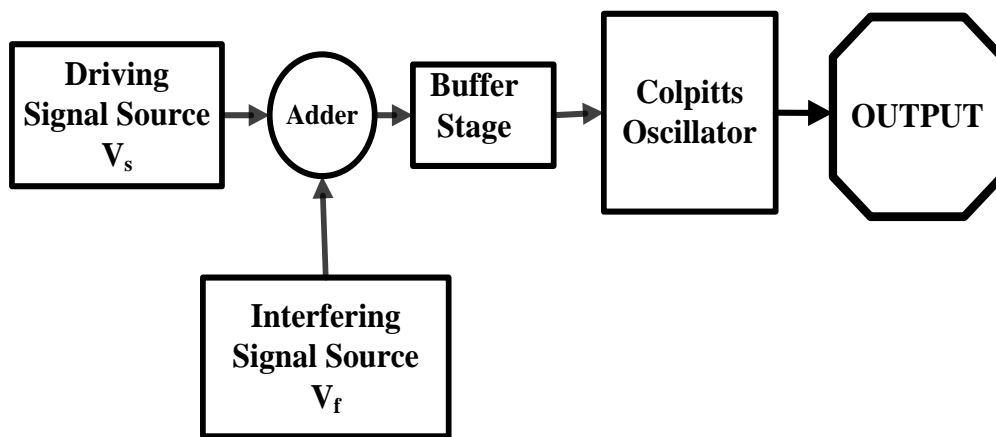 Driving
Signal Source
Vs
Adder
Buffer
Stage
Colpitts
Oscillator
OUTPUT
Interfering
Signal Source
Vf